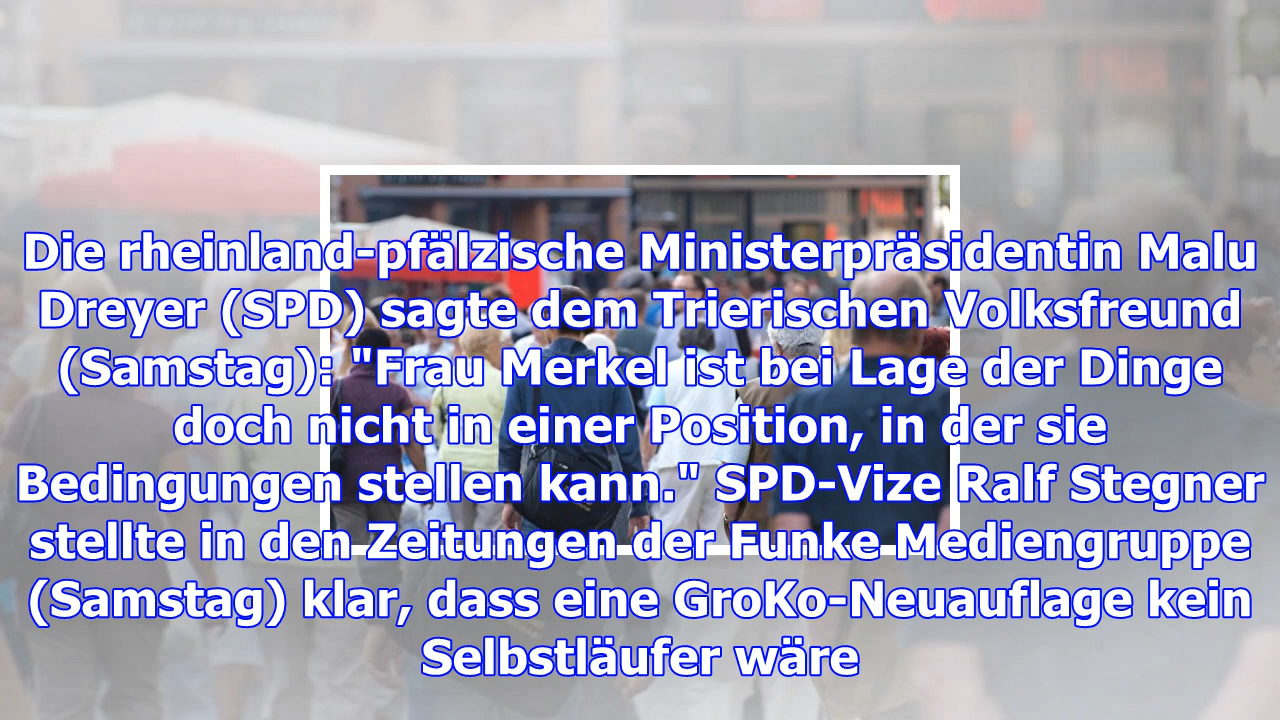 Die rheinland-pfälzische Ministerpräsidentin Malu
Dreyer (SPD) sagte dem Trierischen Volksfreund
(Samstag): "Frau Merkel ist bei Lage der Dinge
doch nicht in einer Position, in der sie
Bedingungen stellen kann." SPD-Vize Ralf Stegner
stellte in den Zeitungen der Funke Mediengruppe
(Samstag) klar, dass eine GroKo-Neuauflage kein
Selbstläufer wäre